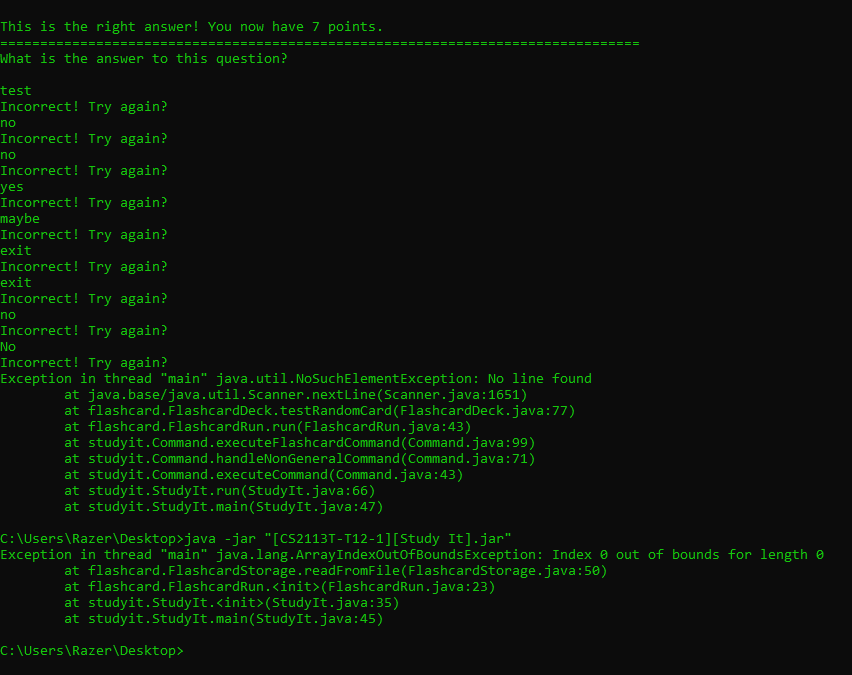 This is the right answer! You now have 7 points.
================================================================================
What is the answer to this question?
test
Incorrect! Try again?
no
Incorrect! Try again?
no
Incorrect! Try again?
yes
Incorrect! Try again?
maybe
Incorrect! Try again?
exit
Incorrect! Try again?
exit
Incorrect! Try again?
no
Incorrect! Try again?
No
Incorrect! Try again?
Exception in thread "main" java.util.NoSuchElementException: No line found
        at java.base/java.util.Scanner.nextLine(Scanner.java:1651)
        at flashcard.FlashcardDeck.testRandomCard(FlashcardDeck.java:77)
        at flashcard.FlashcardRun.run(FlashcardRun.java:43)
        at studyit.Command.executeFlashcardCommand(Command.java:99)
        at studyit.Command.handleNonGeneralCommand(Command.java:71)
        at studyit.Command.executeCommand(Command.java:43)
        at studyit.StudyIt.run(StudyIt.java:66)
        at studyit.StudyIt.main(StudyIt.java:47)
C:\Users\Razer\Desktop>java -jar "[CS2113T-T12-1][Study It].jar"
Exception in thread "main" java.lang.ArrayIndexOutOfBoundsException: Index 0 out of bounds for length 0
        at flashcard.FlashcardStorage.readFromFile(FlashcardStorage.java:50)
        at flashcard.FlashcardRun.<init>(FlashcardRun.java:23)
        at studyit.StudyIt.<init>(StudyIt.java:35)
        at studyit.StudyIt.main(StudyIt.java:45)
C:\Users\Razer\Desktop>